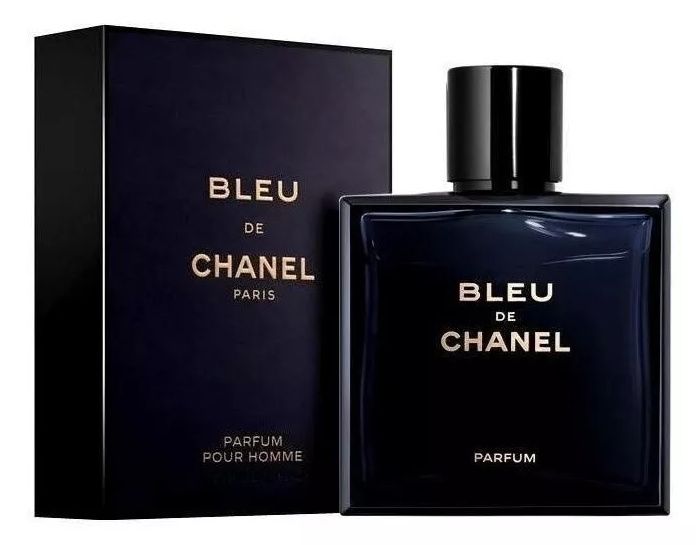 BLEU
DE
CHANEL
PARIS
PARFUM
POUR HOMME
BLEU
DE
CHANEL
PARFUM